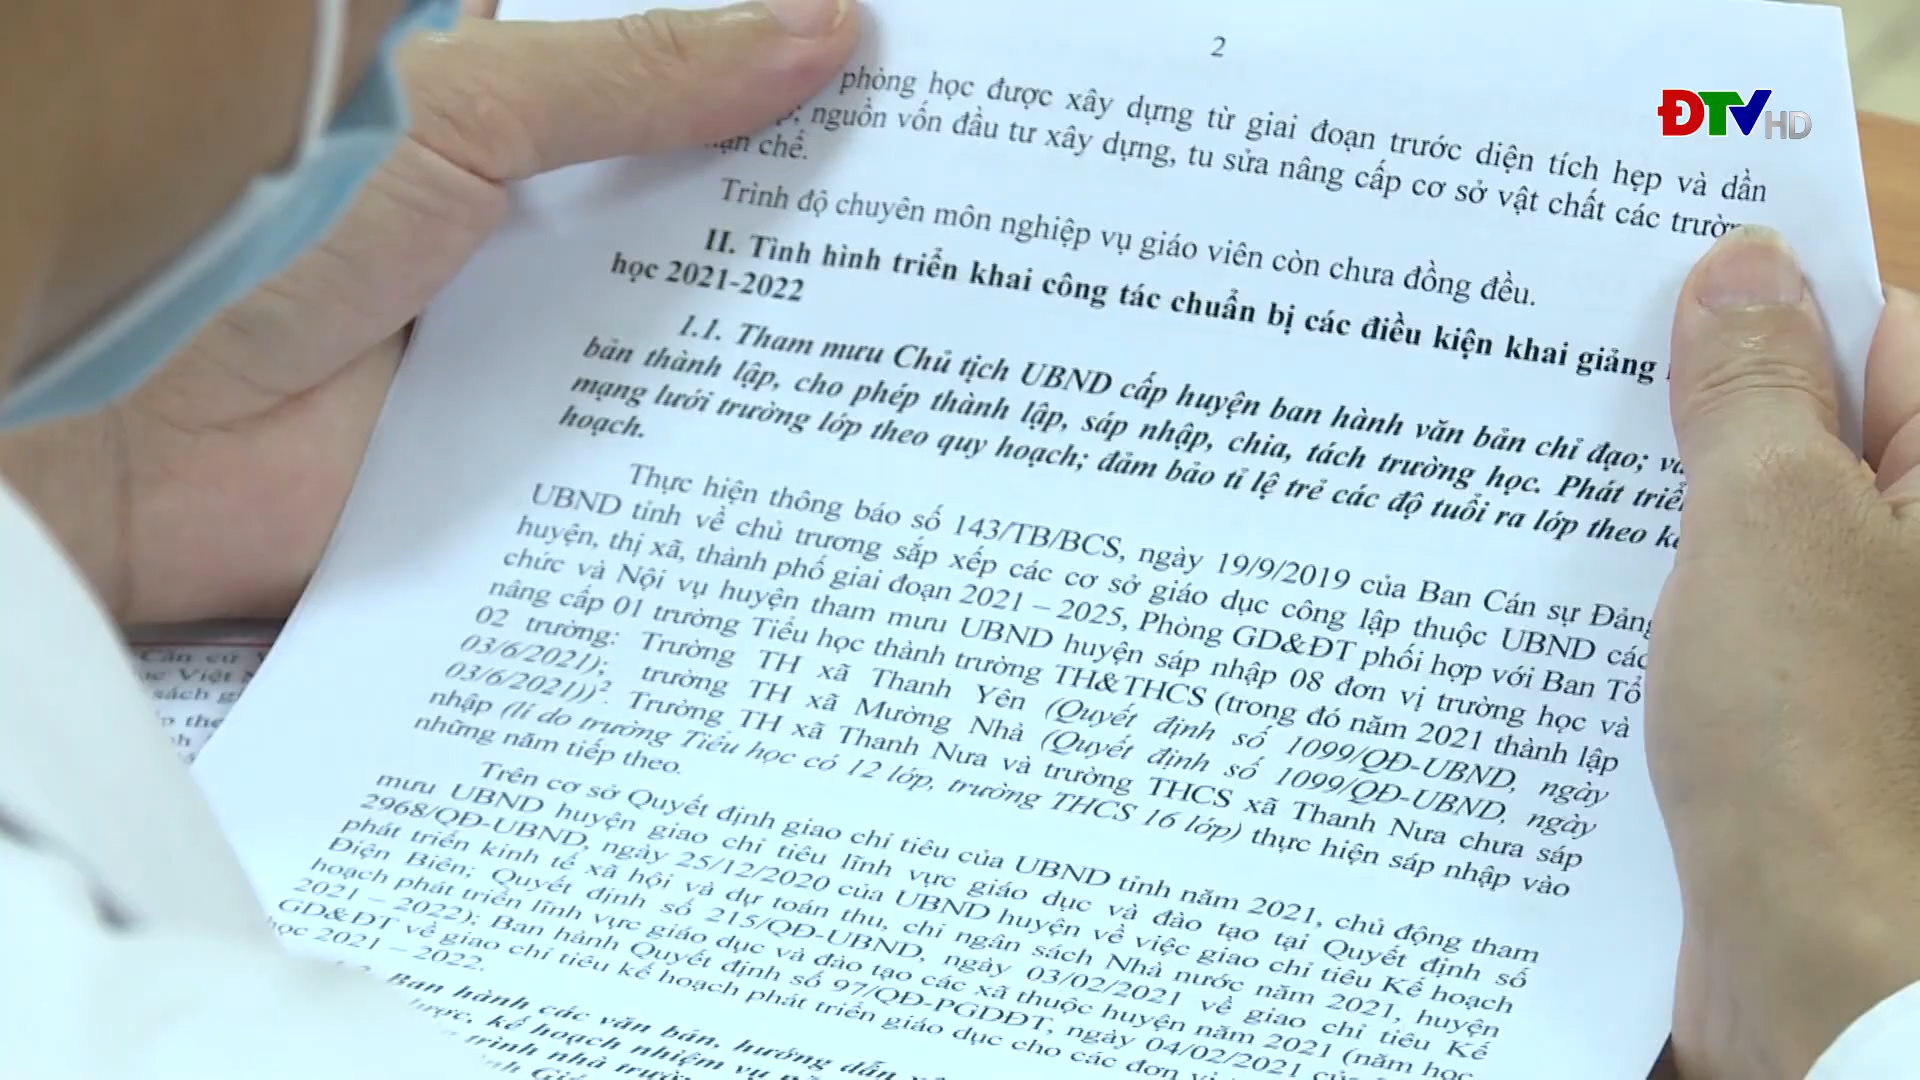 2
ĐTV HD
phòng học được xây dựng từ giai đoạn trước diện tích hẹp và dần
nguồn vốn đầu tư xây dựng, tu sửa nâng cấp cơ sở vật chất các
chế.
Trình độ chuyên môn nghiệp vụ giáo viên còn chưa đồng đều.
II. Tình hình triển khai công tác chuẩn bị các điều kiện khai giảng
học 2021-2022
1.1. Tham mưu Chủ tịch UBND cấp huyện ban hành văn bản chỉ đạo;
bản thành lập, cho phép thành lập, sáp nhập, chia, tách trường học. Phát
mạng lưới trường lớp theo quy hoạch; đảm bảo tỉ lệ trẻ các độ tuổi ra lớp theo
hoạch.
Thực hiện thông báo số 143/TB/BCS, ngày 19/9/2019 của Ban Cán sự Đảng
UBND tỉnh về chủ trương sắp xếp các cơ sở giáo dục công lập thuộc UBND các
huyện, thị xã, thành phố giai đoạn 2021 – 2025, Phòng GD&ĐT phối hợp với Ban Tổ
chức và Nội vụ huyện tham mưu UBND huyện sáp nhập 08 đơn vị trường học và
nâng cấp 01 trường Tiểu học thành trường TH&THCS (trong đó năm 2021 thành lập
02 trường: Trường TH xã Thanh Yên (Quyết định số 1099/QĐ-UBND, ngày
03/6/2021); trường TH xã Mường Nhà (Quyết định số 1099/QĐ-UBND, ngày
03/6/2021))². Trường TH xã Thanh Nưa và trường THCS xã Thanh Nưa chưa sáp
nhập (lí do trường Tiểu học có 12 lớp, trường THCS 16 lớp) thực hiện sáp nhập vào
những năm tiếp theo.
Trên cơ sở Quyết định giao chỉ tiêu của UBND tỉnh năm 2021, chủ động tham
mưu UBND huyện giao chỉ tiêu lĩnh vực giáo dục và đào tạo tại Quyết định số
2968/QĐ-UBND, ngày 25/12/2020 của UBND huyện về việc giao chỉ tiêu Kế hoạch
phát triển kinh tế xã hội và dự toán thu, chi ngân sách Nhà nước năm 2021, huyện
Điện Biên; Quyết định số 215/QĐ-UBND, ngày 03/02/2021 về giao chỉ tiêu Kế
hoạch phát triển lĩnh vực giáo dục và đào tạo các xã thuộc huyện năm 2021 (năm học
2021 – 2022); Ban hành Quyết định số 97/QĐ-PGDĐT, ngày 04/02/2021 của
GD&ĐT về giao chỉ tiêu kế hoạch phát triển giáo dục cho các đơn
học 2021 – 2022.
Ban hành các văn bản, hướng dẫn
kế hoạch nhiệm vụ
trình nhà
Căn cứ
Việt
sách